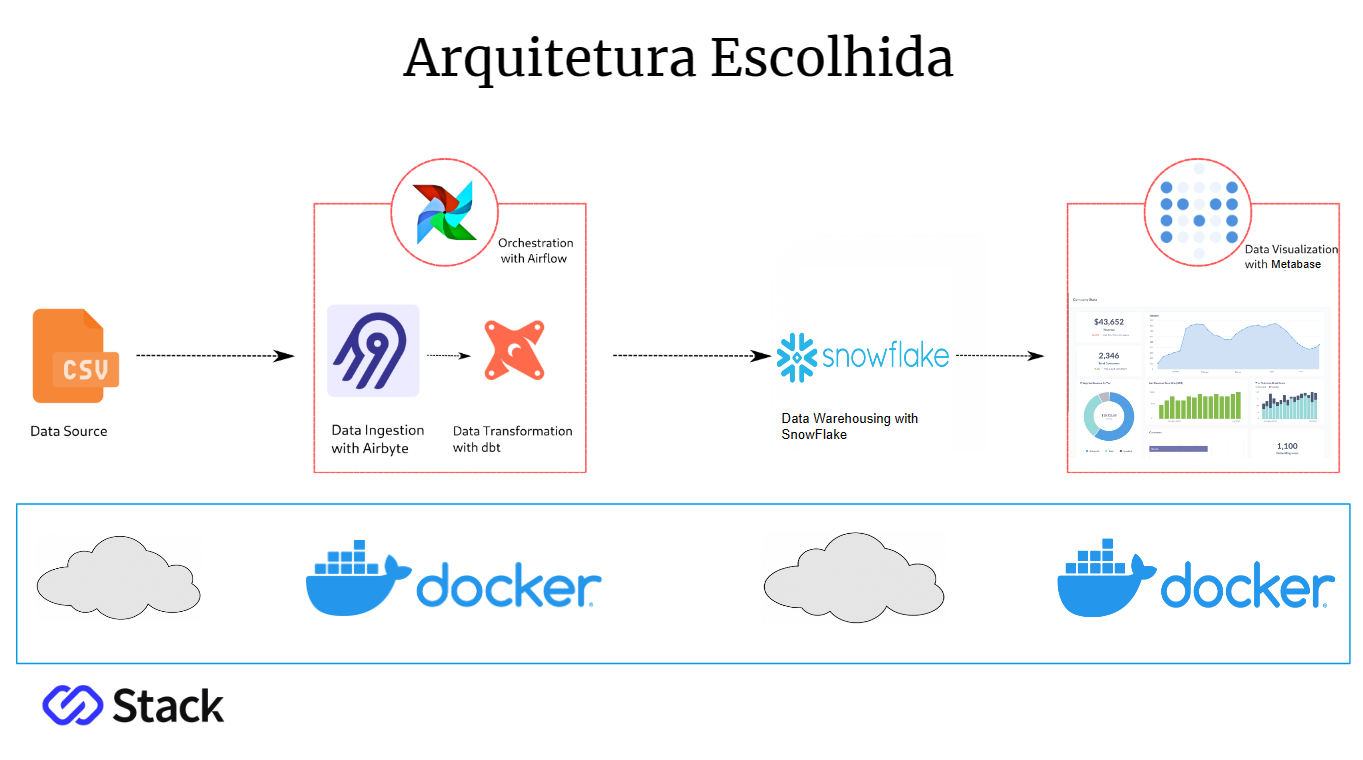 Arquitetura Escolhida
Orchestration
with Airflow
Data Visualization
with Metabase
CSV
Data Source
Data Ingestion
with Airbyte
Data Transformation
with dbt
snowflake
Data Warehousing with
SnowFlake
$43,652
2,346
1,100
docker
docker
Stack